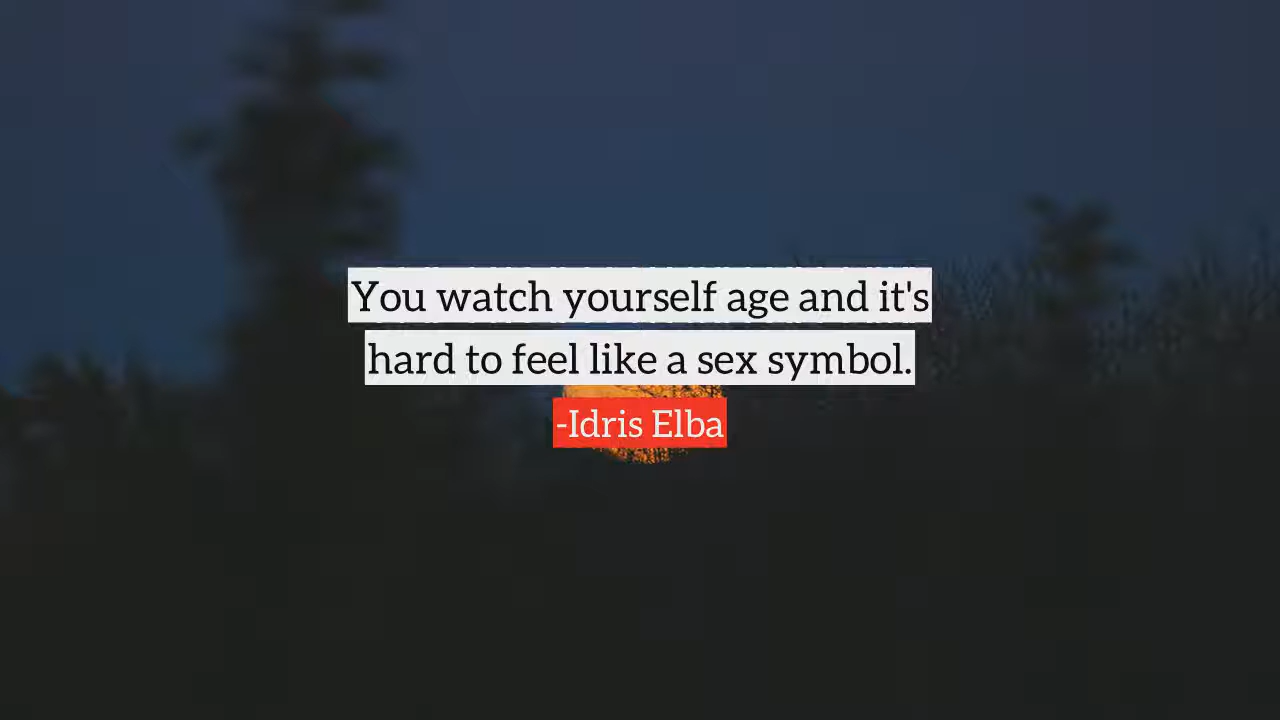 You watch yourself age and it's
hard to feel like a sex symbol.
-Idris Elba